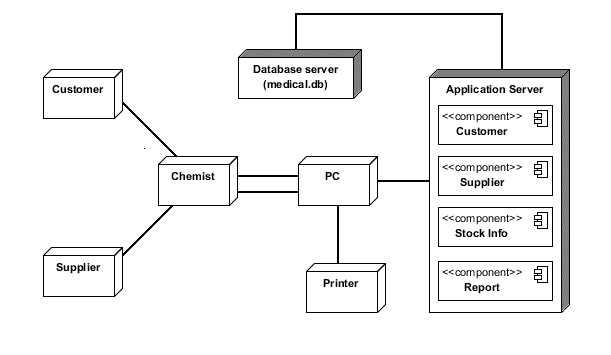 Database server
(medical.db)
Customer
Application Server
<<component>>
Customer
Chemist
PC
<<component>>
Supplier
<<component>>
Stock Info
Supplier
Printer
<<component>>
Report